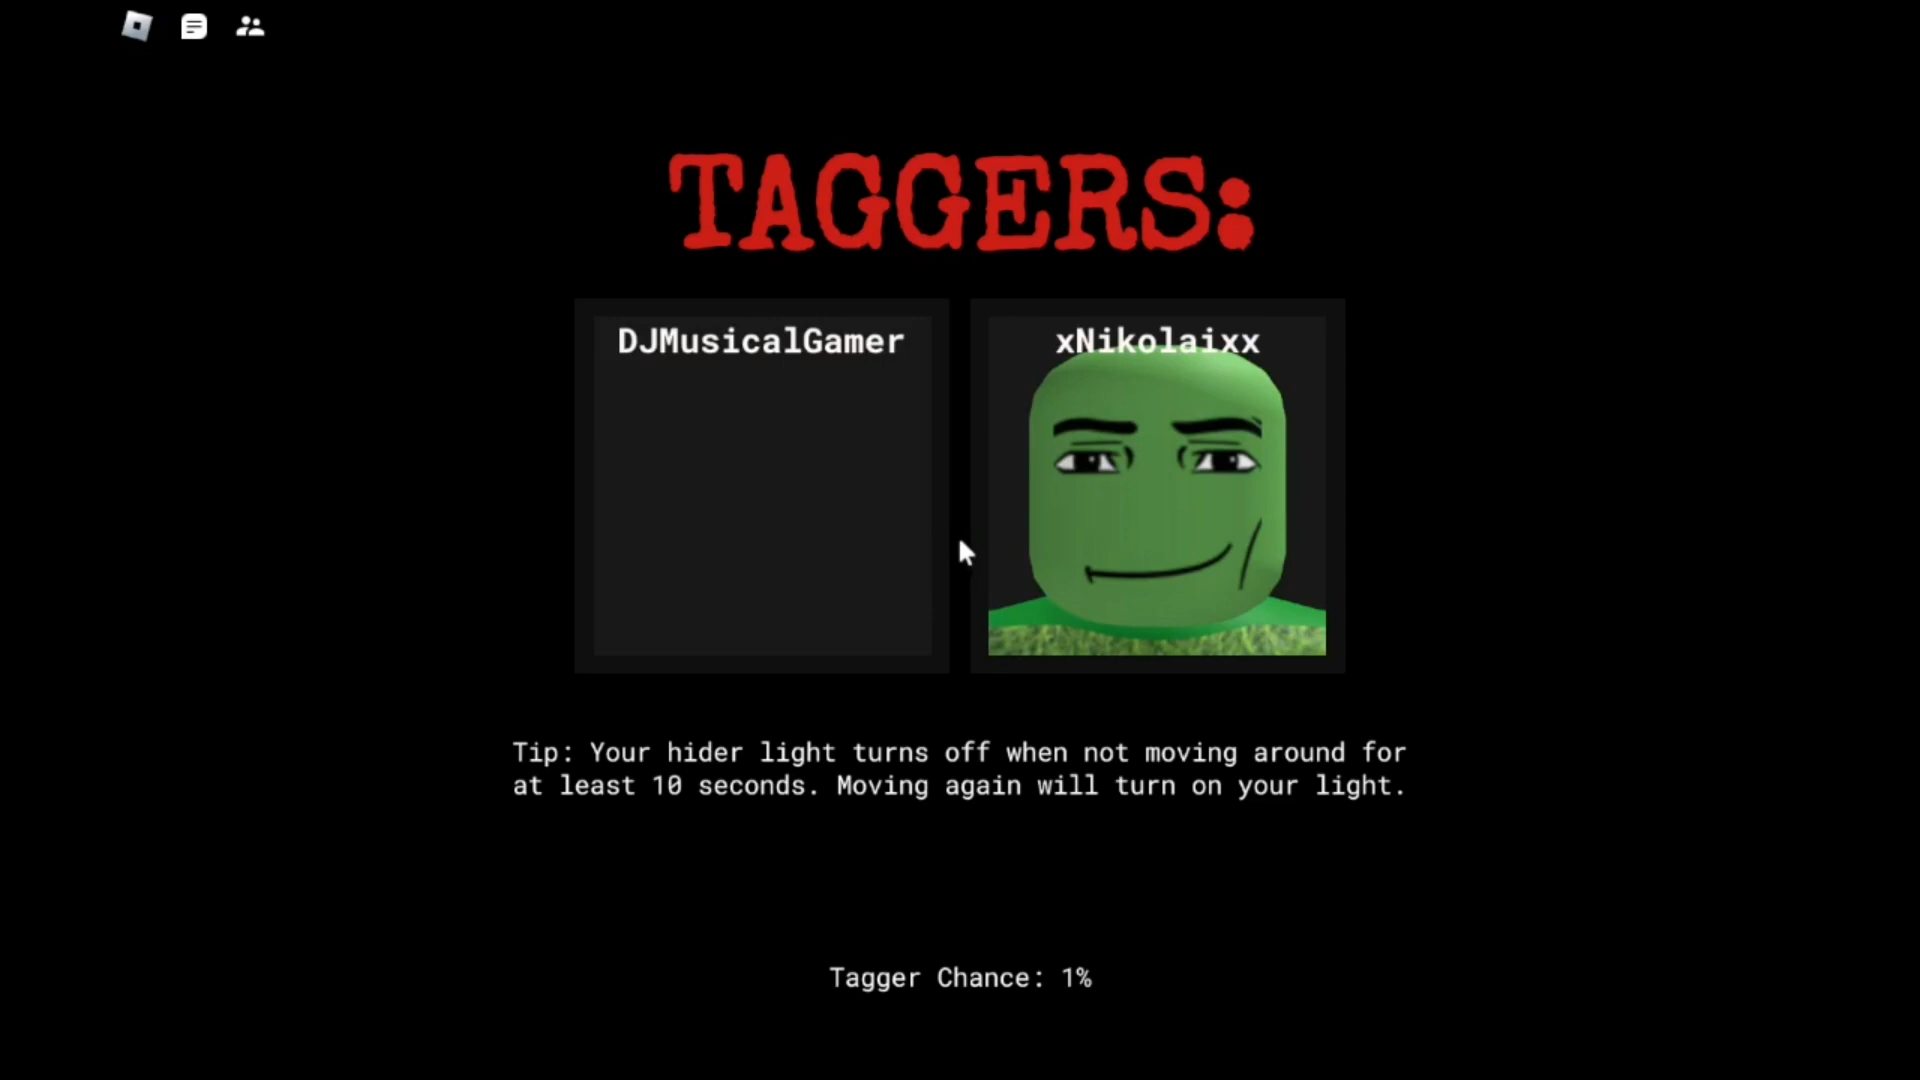 TAGGERS:
DJMusicalGamer
xNikolaixx
Tip: Your hider light turns off when not moving around for
at least 10 seconds. Moving again will turn on your light.
Tagger Chance: 1%